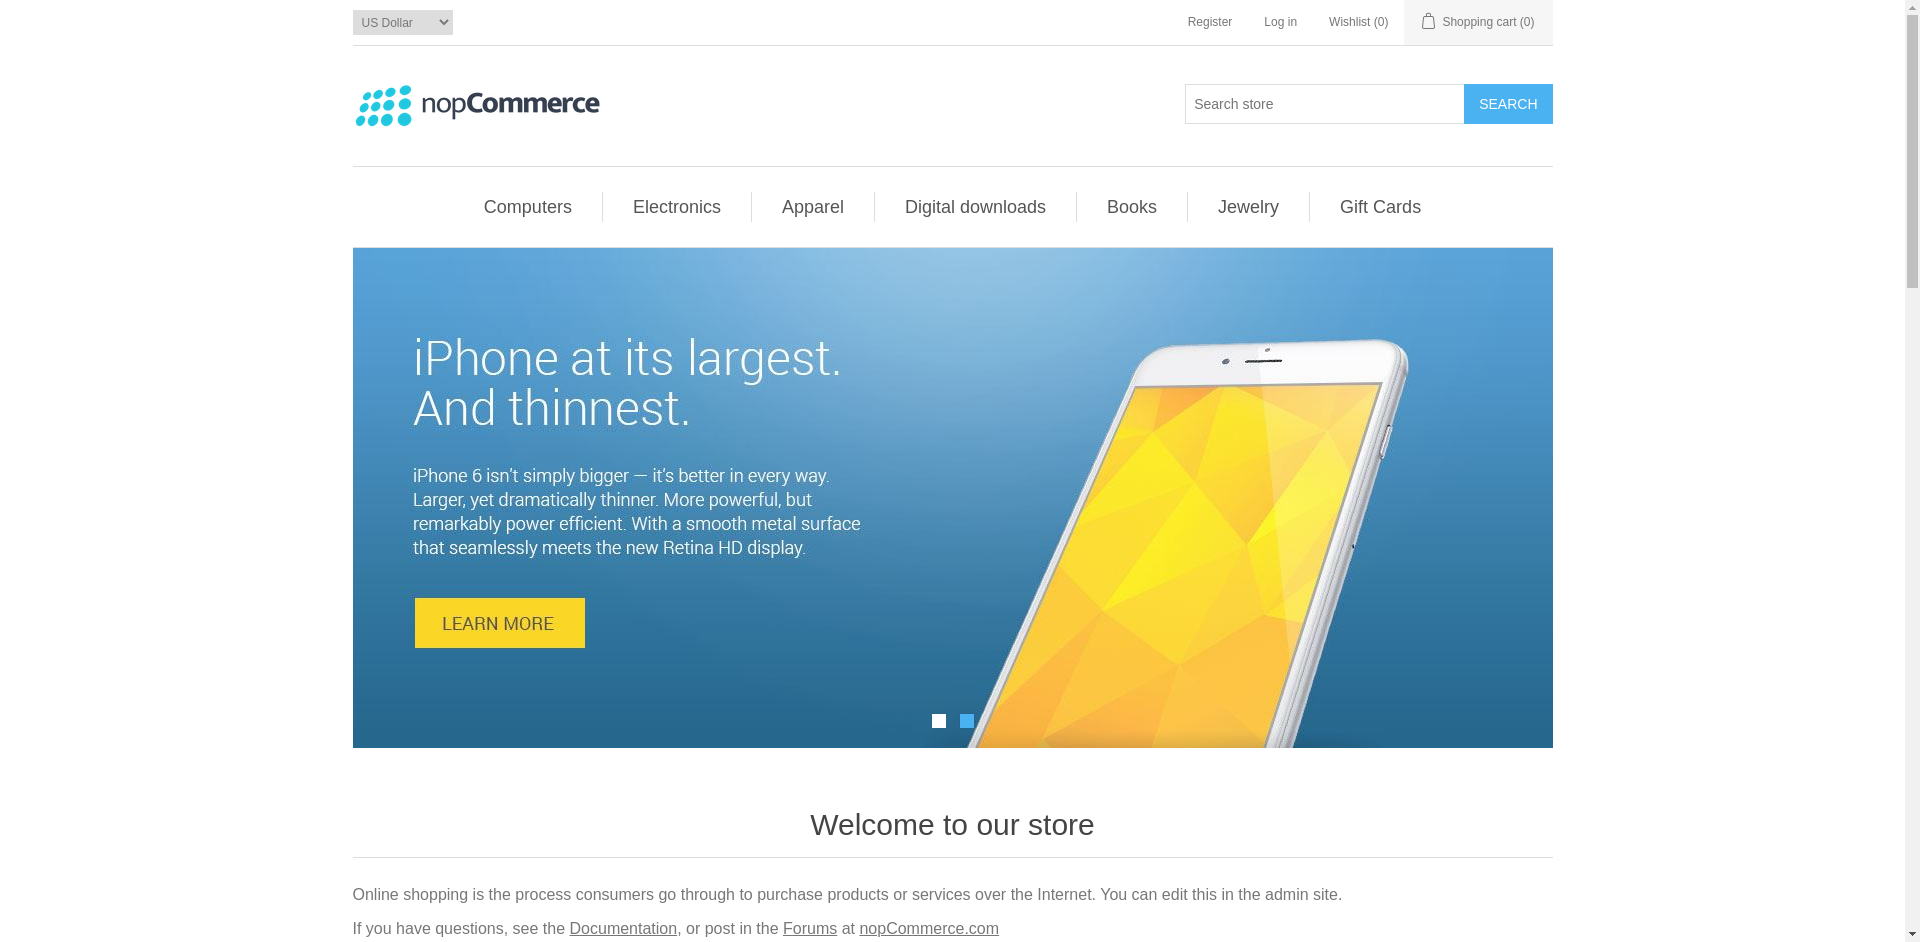 US Dollar
Register
Log in
Wishlist (0)
Shopping cart (0)
nopCommerce
Search store
SEARCH
Computers
Electronics
Apparel
Digital downloads
Books
Jewelry
Gift Cards
iPhone at its largest.
And thinnest.
iPhone 6 isn't simply bigger — it's better in every way.
Larger, yet dramatically thinner. More powerful, but
remarkably power efficient. With a smooth metal surface
that seamlessly meets the new Retina HD display.
LEARN MORE
Welcome to our store
Online shopping is the process consumers go through to purchase products or services over the Internet. You can edit this in the admin site.
If you have questions, see the Documentation, or post in the Forums at nopCommerce.com